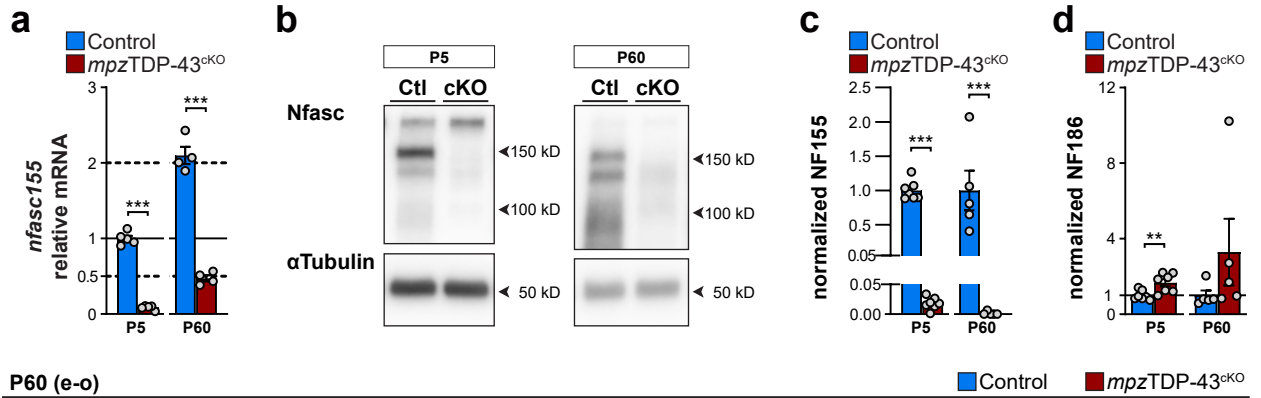 a
Control
mpzTDP-43cKO
nfasc155
relative mRNA
3
2
1
0.5
0
***
***
P5
P60
b
P5
P60
Ctl
cKO
Ctl
cKO
Nfasc
◄150 kD
◄150 kD
◄100 kD
◄100 kD
αTubulin
◄ 50 kD
◄ 50 kD
c
Control
mpzTDP-43cKO
normalized NF155
2.5
2.0
1.5
1.0
0.5
0.05
0.05
0.00
***
***
P5
P60
d
Control
mpzTDP-43cKO
normalized NF186
12
8
4
1
0
**
P5
P60
P60 (e-o)
Control
mpzTDP-43cKO